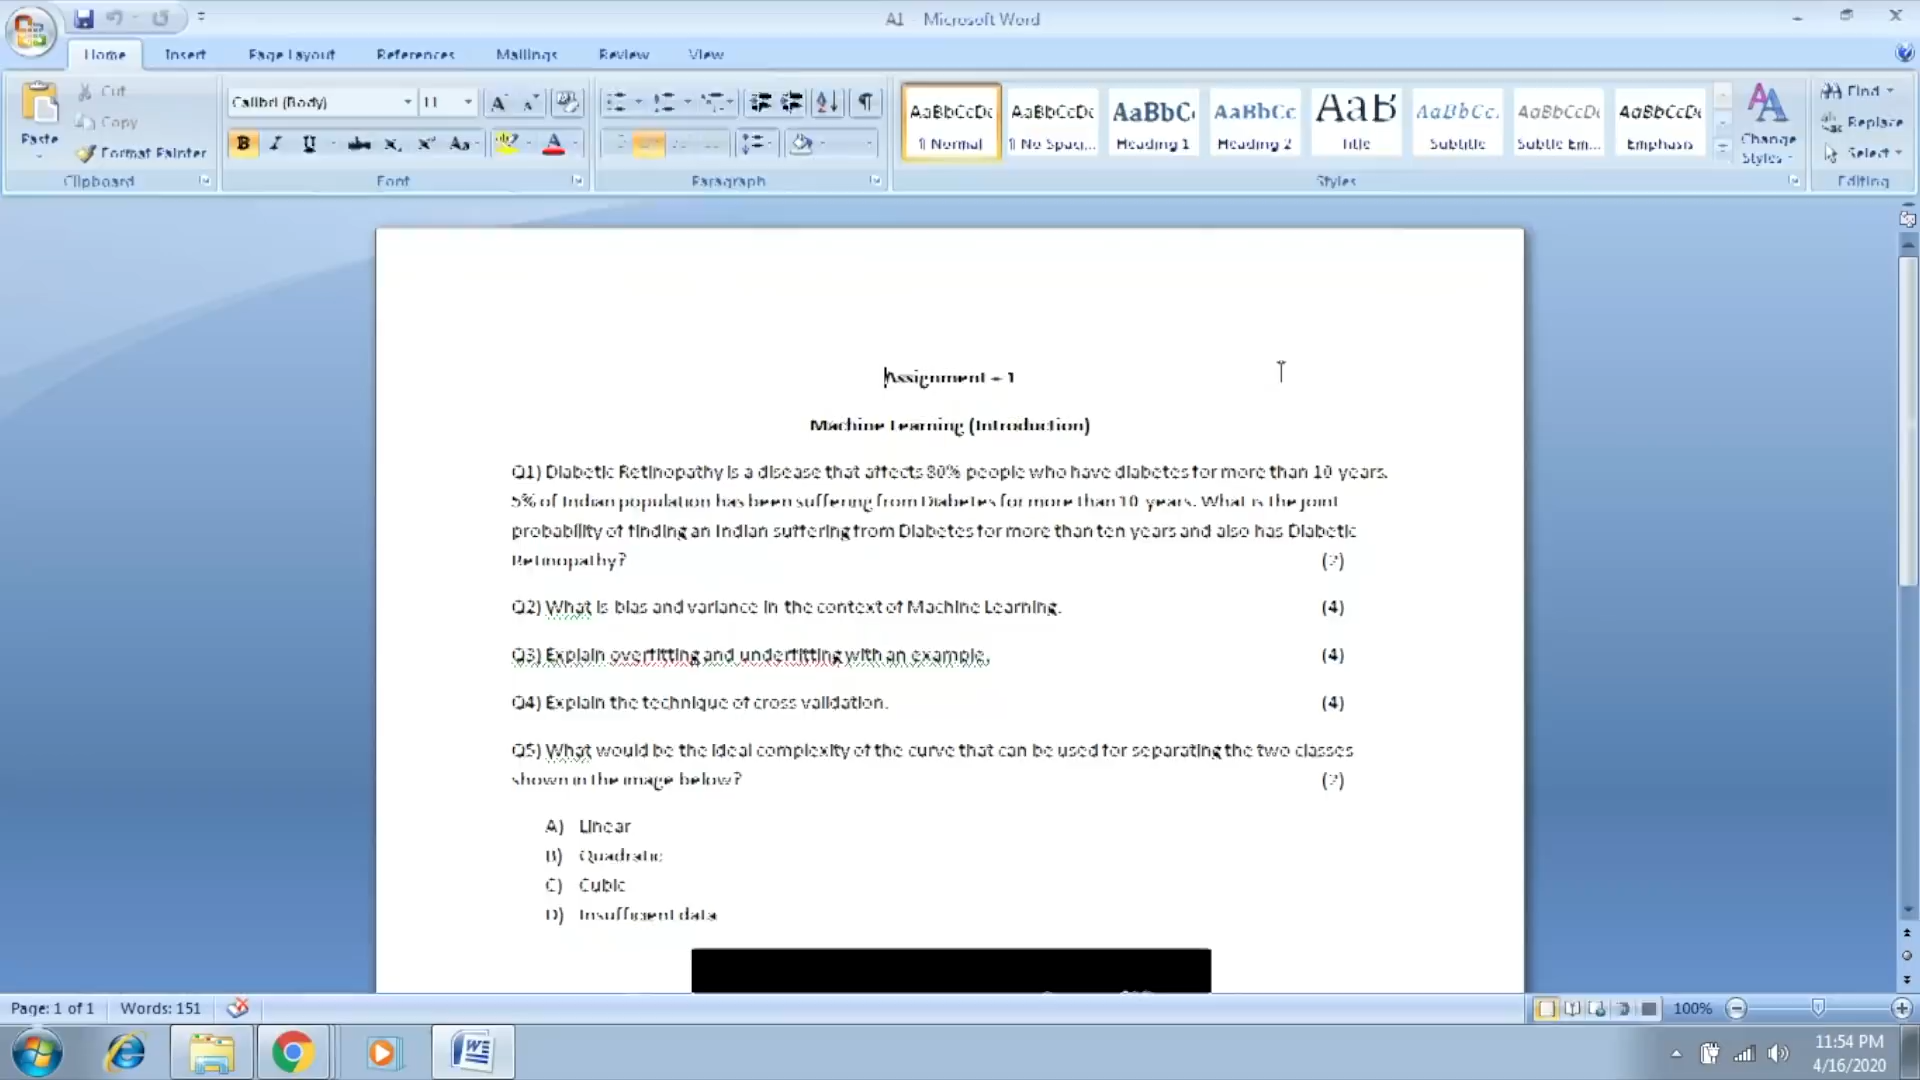 A1 - Microsoft Word
Home Insert Page Layout References Mailings Review View
Cut
Copy
Paste
Format Painter
Clipboard
Calibri (Body) 11
Font
Paragraph
AaBbCcDc AaBbCcDc AaBbC AaBbCc AaB AaBbCc. AaBbCcDc AaBbCcDc
¶ Normal ¶ No Spaci... Heading 1 Heading 2 Title Subtitle Subtle Em... Emphasis
Change
Styles
Styles
Find
Replace
Select
Editing
Assignment – 1
Machine Learning (Introduction)
Q1) Diabetic Retinopathy is a disease that affects 80% people who have diabetes for more than 10 years.
5% of Indian population has been suffering from Diabetes for more than 10 years. What is the joint
probability of finding an Indian suffering from Diabetes for more than ten years and also has Diabetic
Retinopathy? (2)
Q2) What is bias and variance in the context of Machine Learning. (4)
Q3) Explain overfitting and underfitting with an example. (4)
Q4) Explain the technique of cross validation. (4)
Q5) What would be the ideal complexity of the curve that can be used for separating the two classes
shown in the image below? (2)
A) Linear
B) Quadratic
C) Cubic
D) Insufficient data
Page: 1 of 1 Words: 151 100%
11:54 PM
4/16/2020